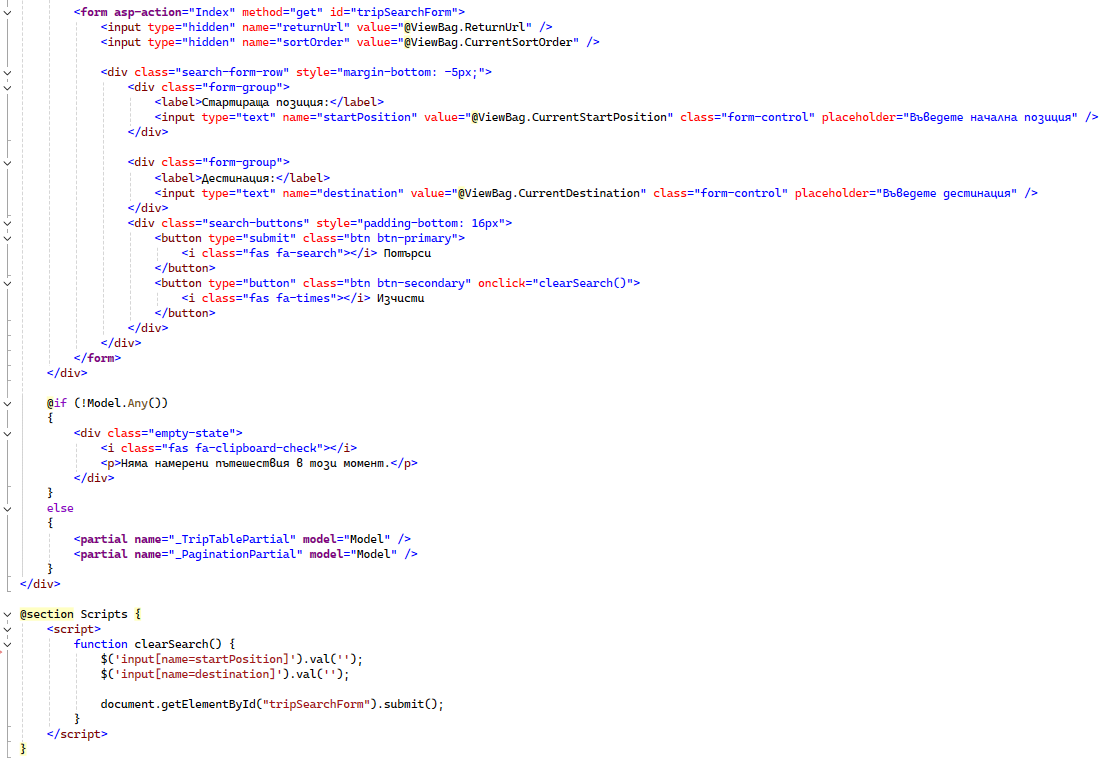 <form asp-action="Index" method="get" id="tripSearchForm">
<input type="hidden" name="returnUrl" value="@ViewBag.ReturnUrl" />
<input type="hidden" name="sortOrder" value="@ViewBag.CurrentSortOrder" />
<div class="search-form-row" style="margin-bottom: -5px;">
<div class="form-group">
<label>Стартираща позиция:</label>
<input type="text" name="startPosition" value="@ViewBag.CurrentStartPosition" class="form-control" placeholder="Въведете начална позиция" />
</div>
<div class="form-group">
<label>Дестинация:</label>
<input type="text" name="destination" value="@ViewBag.CurrentDestination" class="form-control" placeholder="Въведете дестинация" />
</div>
<div class="search-buttons" style="padding-bottom: 16px">
<button type="submit" class="btn btn-primary">
<i class="fas fa-search"></i> Потърси
</button>
<button type="button" class="btn btn-secondary" onclick="clearSearch()">
<i class="fas fa-times"></i> Изчисти
</button>
</div>
</div>
</form>
</div>
@if (!Model.Any())
{
<div class="empty-state">
<i class="fas fa-clipboard-check"></i>
<p>Няма намерени пътешествия в този момент.</p>
</div>
}
else
{
<partial name="_TripTablePartial" model="Model" />
<partial name="_PaginationPartial" model="Model" />
}
</div>
@section Scripts {
<script>
function clearSearch() {
$('input[name=startPosition]').val('');
$('input[name=destination]').val('');
document.getElementById("tripSearchForm").submit();
}
</script>
}